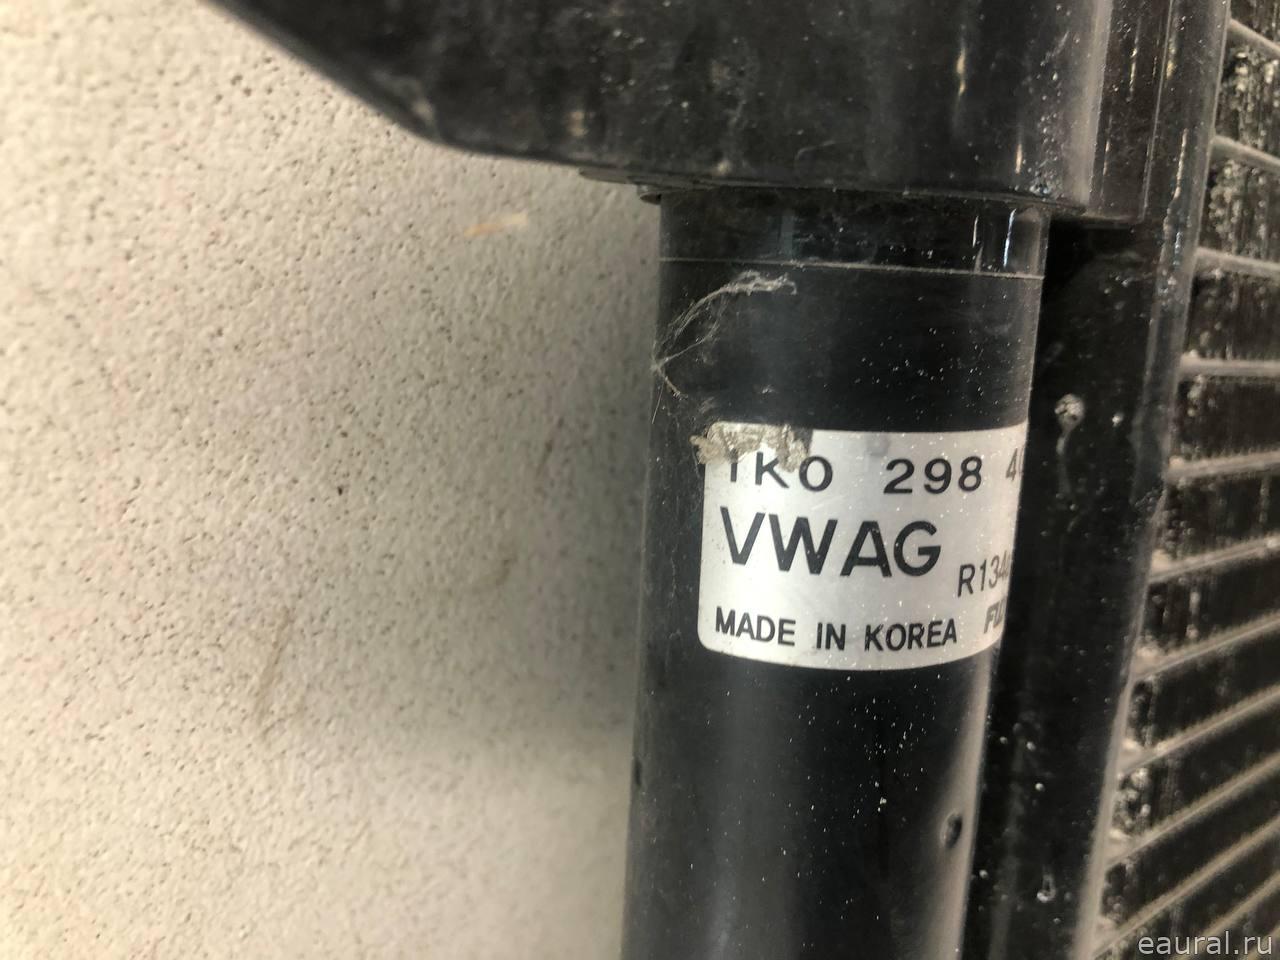 1K0 298 4
VWAG
R134
MADE IN KOREA
eaural.ru